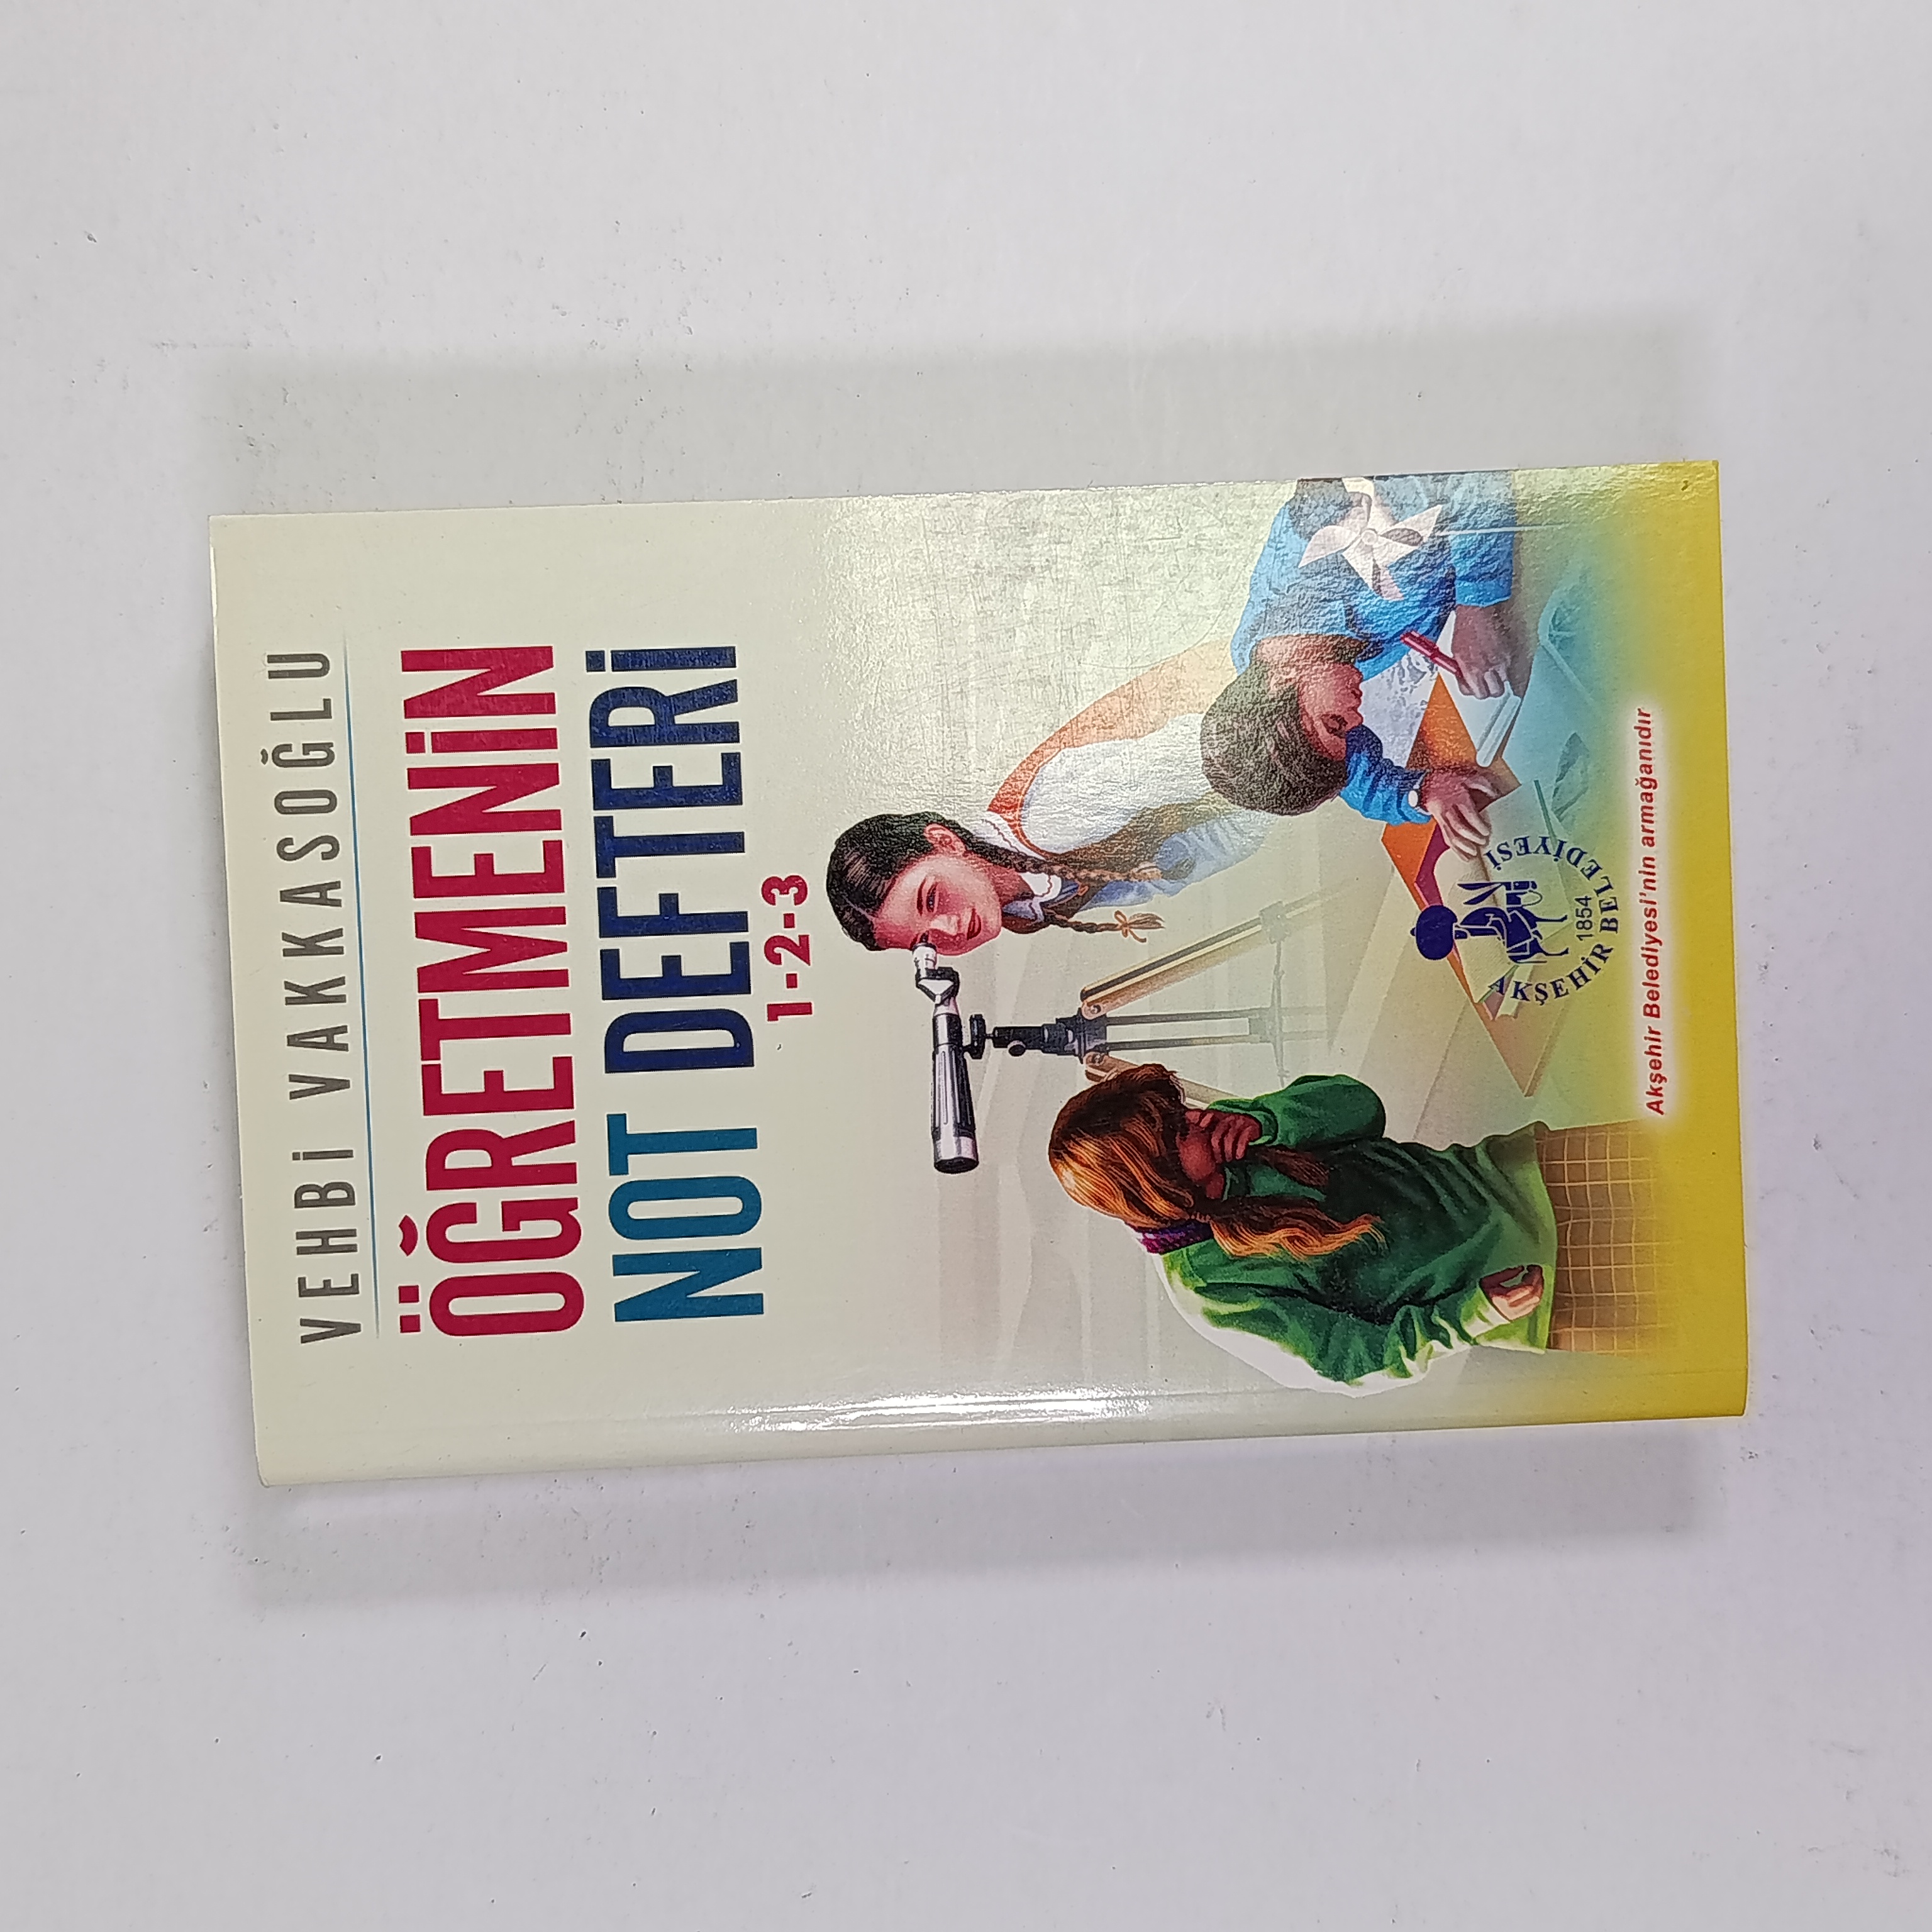 VEHBİ VAKKASOĞLU
ÖĞRETMENİN
NOT DEFTERİ
1-2-3
1854
AKŞEHİR BELEDİYESİ
Akşehir Belediyesi'nin armağanıdır